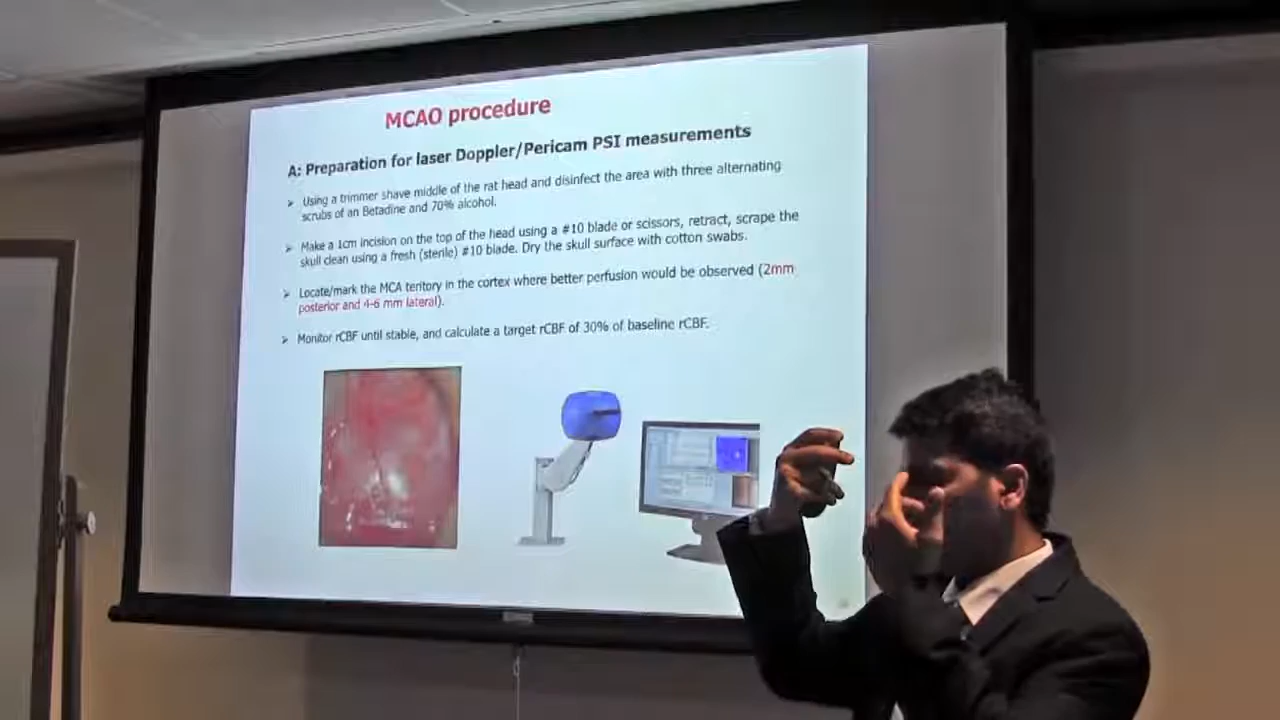 MCAO procedure
A: Preparation for laser Doppler/Pericam PSI measurements
➢ Using a trimmer shave middle of the rat head and disinfect the area with three alternating
scrubs of an Betadine and 70% alcohol.
➢ Make a 1cm incision on the top of the head using a #10 blade or scissors, retract, scrape the
skull clean using a fresh (sterile) #10 blade. Dry the skull surface with cotton swabs.
➢ Locate/mark the MCA teritory in the cortex where better perfusion would be observed (2mm
posterior and 4-6 mm lateral).
➢ Monitor rCBF until stable, and calculate a target rCBF of 30% of baseline rCBF.